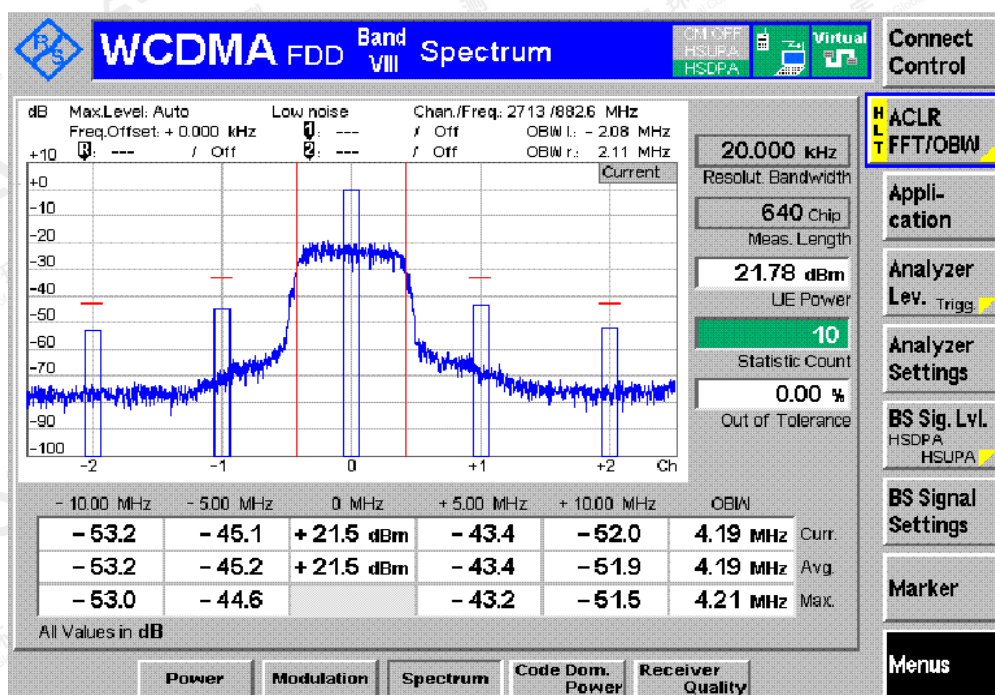 R&S WCDMA FDD Band VIII Spectrum
CM OFF
HSUPA
HSDPA
Virtual
Connect Control
dB Max.Level: Auto Low noise Chan./Freq.: 2713 /882.6 MHz
Freq.Offset: + 0.000 kHz 1: --- / Off OBW l.: - 2.08 MHz
3: --- / Off 2: --- / Off OBW r.: 2.11 MHz
Current
+10
+0
-10
-20
-30
-40
-50
-60
-70
-90
-100
-2 -1 0 +1 +2 Ch
20.000 kHz
Resolut. Bandwidth
640 Chip
Meas. Length
21.78 dBm
UE Power
10
Statistic Count
0.00 %
Out of Tolerance
- 10.00 MHz - 5.00 MHz 0 MHz + 5.00 MHz + 10.00 MHz OBW
- 53.2 - 45.1 + 21.5 dBm - 43.4 - 52.0 4.19 MHz Curr.
- 53.2 - 45.2 + 21.5 dBm - 43.4 - 51.9 4.19 MHz Avg.
- 53.0 - 44.6 - 43.2 - 51.5 4.21 MHz Max.
All Values in dB
Power
Modulation
Spectrum
Code Dom. Power
Receiver Quality
HLT
ACLR
FFT/OBW
Appli-
cation
Analyzer
Lev. Trigg.
Analyzer
Settings
BS Sig. Lvl.
HSDPA
HSUPA
BS Signal
Settings
Marker
Menus